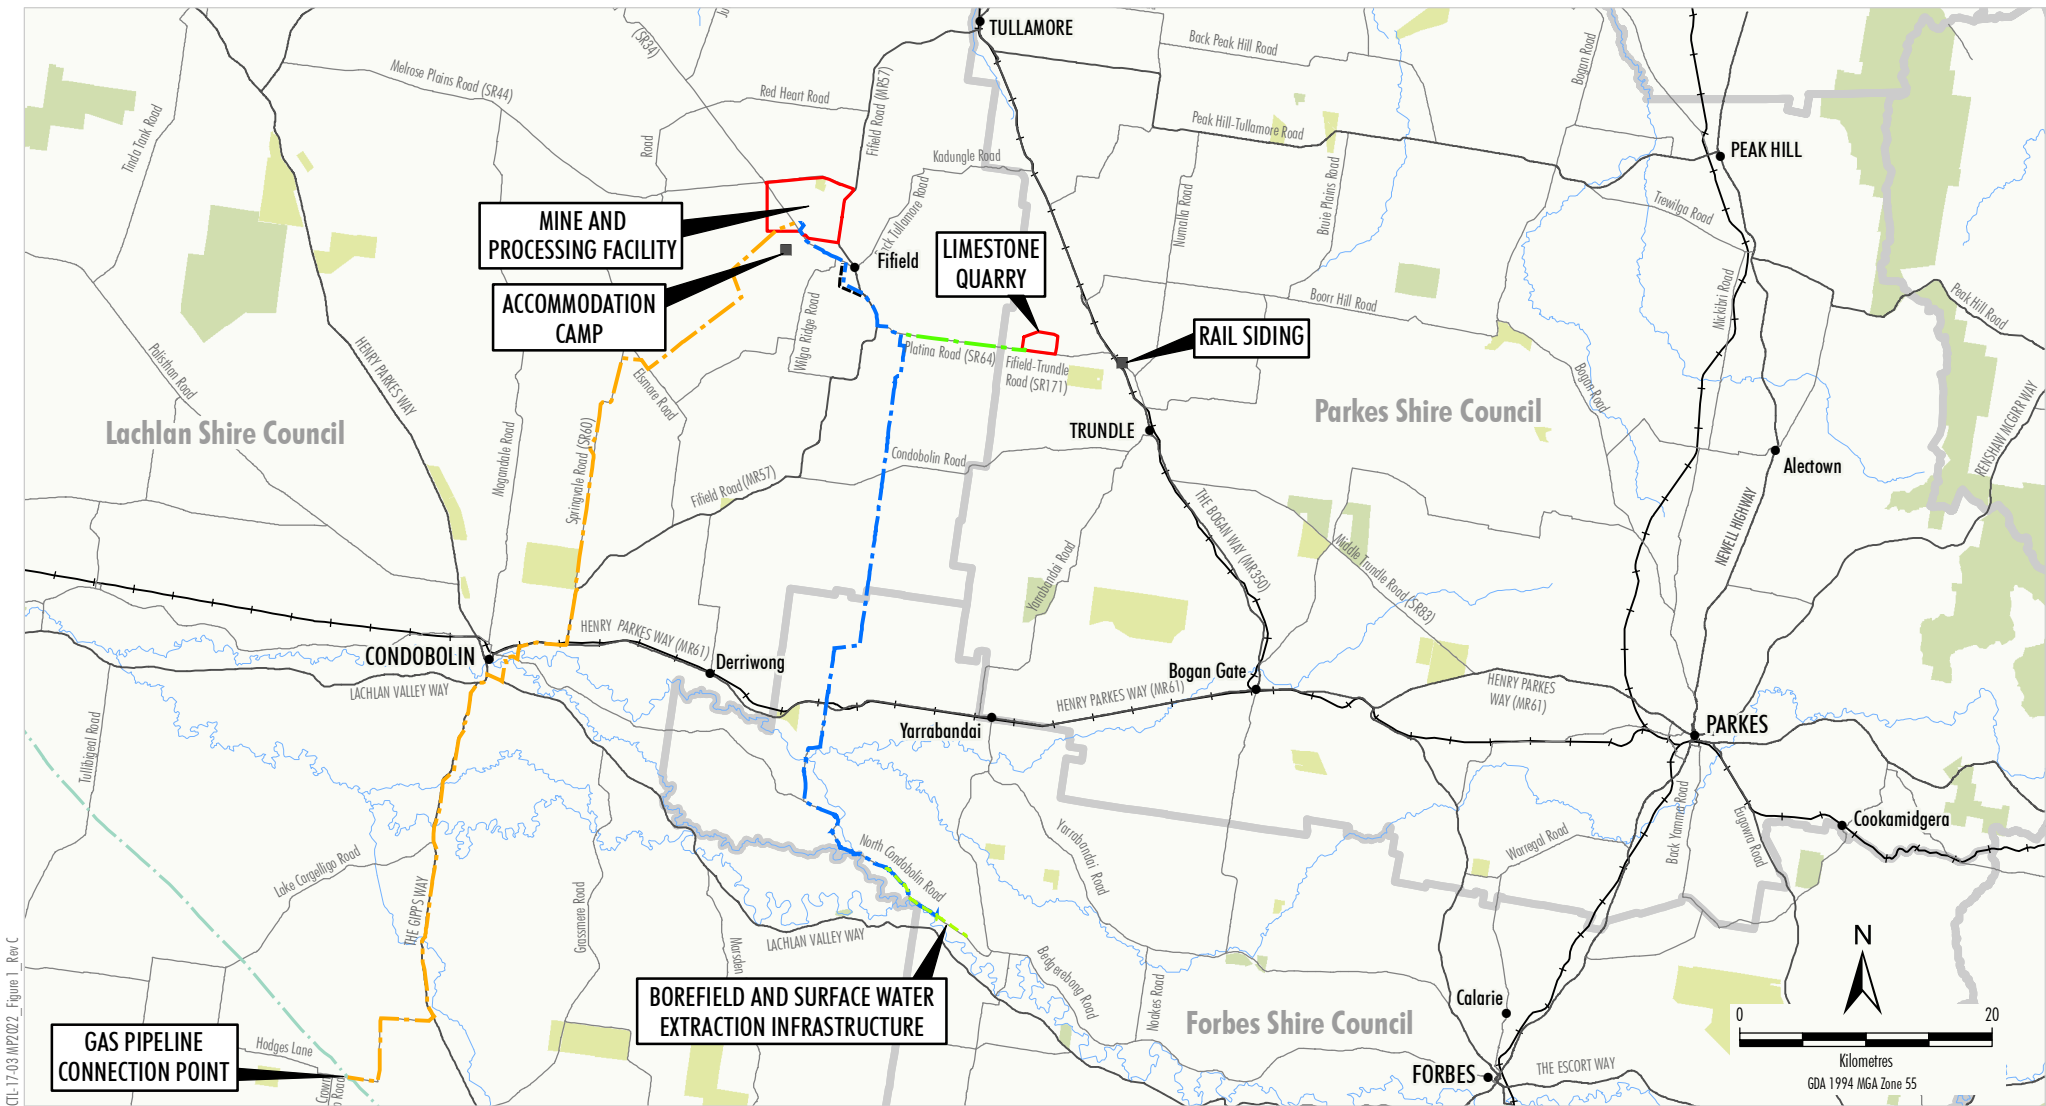 TULLAMORE
(SR34)
Back Peak Hill Road
Bogan Road
Melrose Plains Road (SR44)
Red Heart Road
Fifield Road (MR57)
Tinda Tank Road
Road
Peak Hill-Tullamore Road
Kadungle Road
PEAK HILL
Bruie Plains Road
Numalla Road
Trewilga Road
MINE AND
PROCESSING FACILITY
Tullamore Road
LIMESTONE
QUARRY
Fifield
ACCOMMODATION
CAMP
Wilga Ridge Road
Boorr Hill Road
Mickibri Road
Peak Hill Road
RAIL SIDING
HENRY PARKES WAY
Palisthan Road
Platina Road (SR64)
Fifield-Trundle
Road (SR171)
Elsmore Road
Bogan Road
Lachlan Shire Council
Parkes Shire Council
RENSHAW MCGIRR WAY
TRUNDLE
Alectown
Mogandale Road
Springvale Road (SR60)
Condobolin Road
Fifield Road (MR57)
THE BOGAN WAY (MR350)
NEWELL HIGHWAY
Yarrabandai Road
Middle Trundle Road (SR83)
HENRY PARKES WAY (MR61)
CONDOBOLIN
Derriwong
Bogan Gate
LACHLAN VALLEY WAY
HENRY PARKES WAY (MR61)
HENRY PARKES
WAY (MR61)
Yarrabandai
PARKES
Tullibigeal Road
Back Yamma Road
Eugowra Road
Cookamidgera
North Condobolin Road
Yarrabandai Road
Warregal Road
Lake Cargelligo Road
THE GIPPS WAY
Grassmere Road
LACHLAN VALLEY WAY
Marsden
Bedgerebong Road
Noakes Road
BOREFIELD AND SURFACE WATER
EXTRACTION INFRASTRUCTURE
Calarie
Forbes Shire Council
N
0 20
Kilometres
GDA 1994 MGA Zone 55
GAS PIPELINE
CONNECTION POINT
Hodges Lane
Crown
Road
FORBES
THE ESCORT WAY
CTL-17-03 MP2022_Figure 1_Rev C